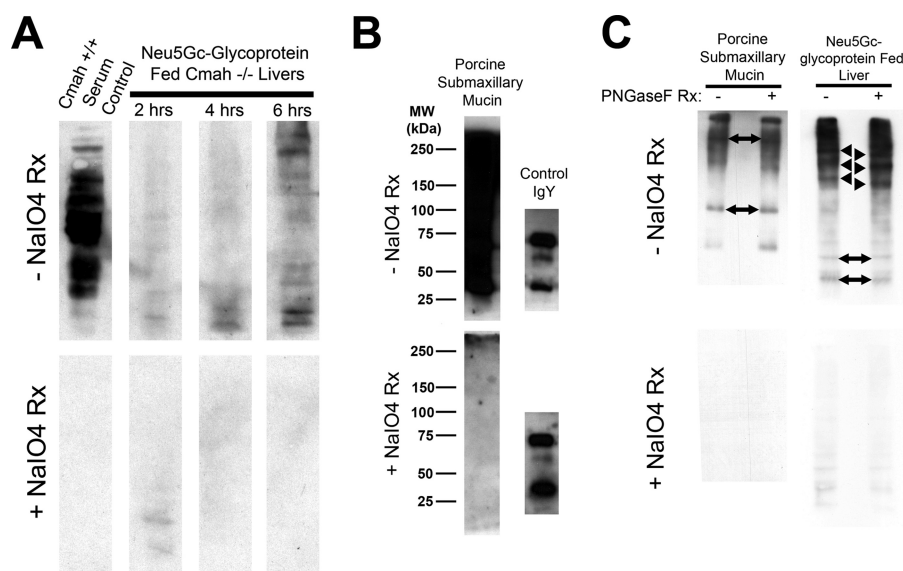 A
Cmah +/+
Serum
Control
Neu5Gc-Glycoprotein
Fed Cmah -/- Livers
2 hrs
4 hrs
6 hrs
- NaIO4 Rx
+ NaIO4 Rx
B
Porcine
Submaxillary
Mucin
MW
(kDa)
250
150
100
75
50
25
Control
IgY
- NaIO4 Rx
250
150
100
75
50
25
+ NaIO4 Rx
C
Porcine
Submaxillary
Mucin
Neu5Gc-
glycoprotein Fed
Liver
PNGaseF Rx:
-
+
-
+
- NaIO4 Rx
+ NaIO4 Rx